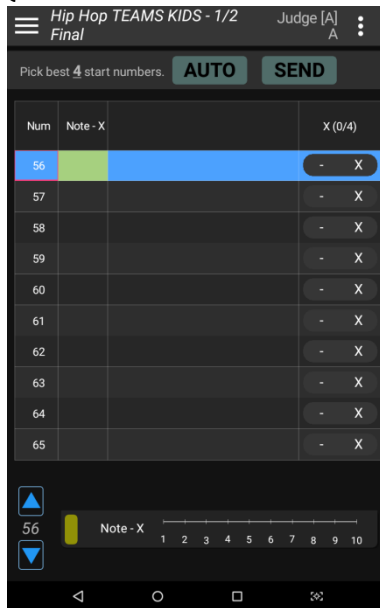 Hip Hop TEAMS KIDS - 1/2 Judge [A]
Final A
Pick best 4 start numbers. AUTO SEND
Num Note - X X (0/4)
56 - X
57 - X
58 - X
59 - X
60 - X
61 - X
62 - X
63 - X
64 - X
65 - X
56 Note - X
1 2 3 4 5 6 7 8 9 10